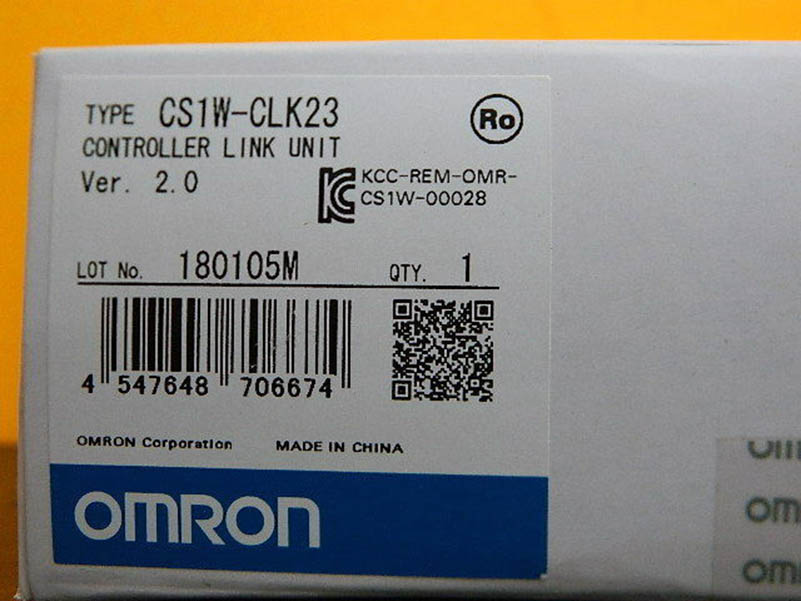 TYPE CS1W-CLK23
Ro
CONTROLLER LINK UNIT
Ver. 2.0
KCC-REM-OMR-
CS1W-00028
LOT No. 180105M QTY. 1
4 547648 706674
OMRON Corporation MADE IN CHINA
OMRON